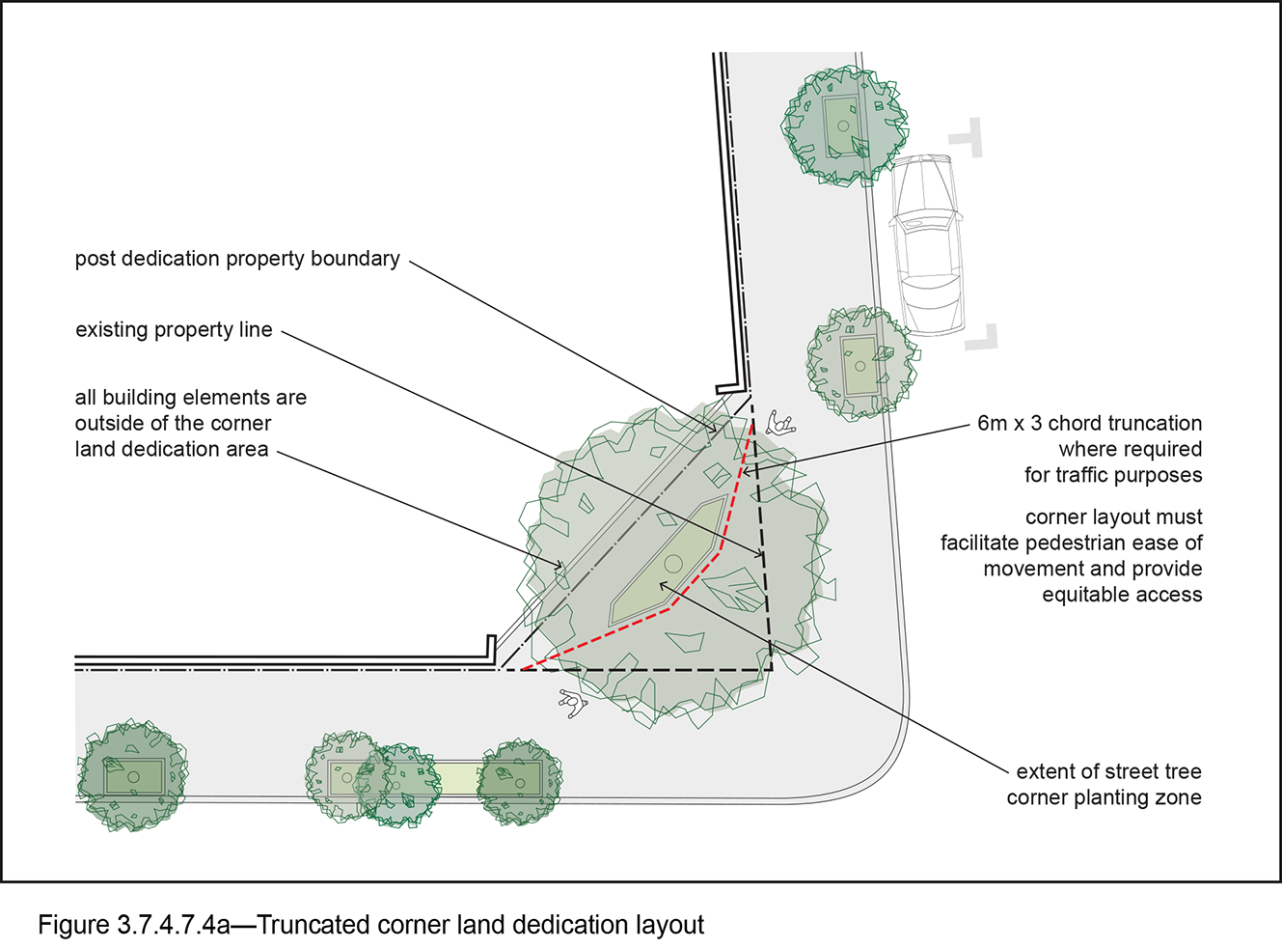 post dedication property boundary
existing property line
all building elements are
outside of the corner
land dedication area
6m x 3 chord truncation
where required
for traffic purposes
corner layout must
facilitate pedestrian ease of
movement and provide
equitable access
extent of street tree
corner planting zone
Figure 3.7.4.7.4a—Truncated corner land dedication layout